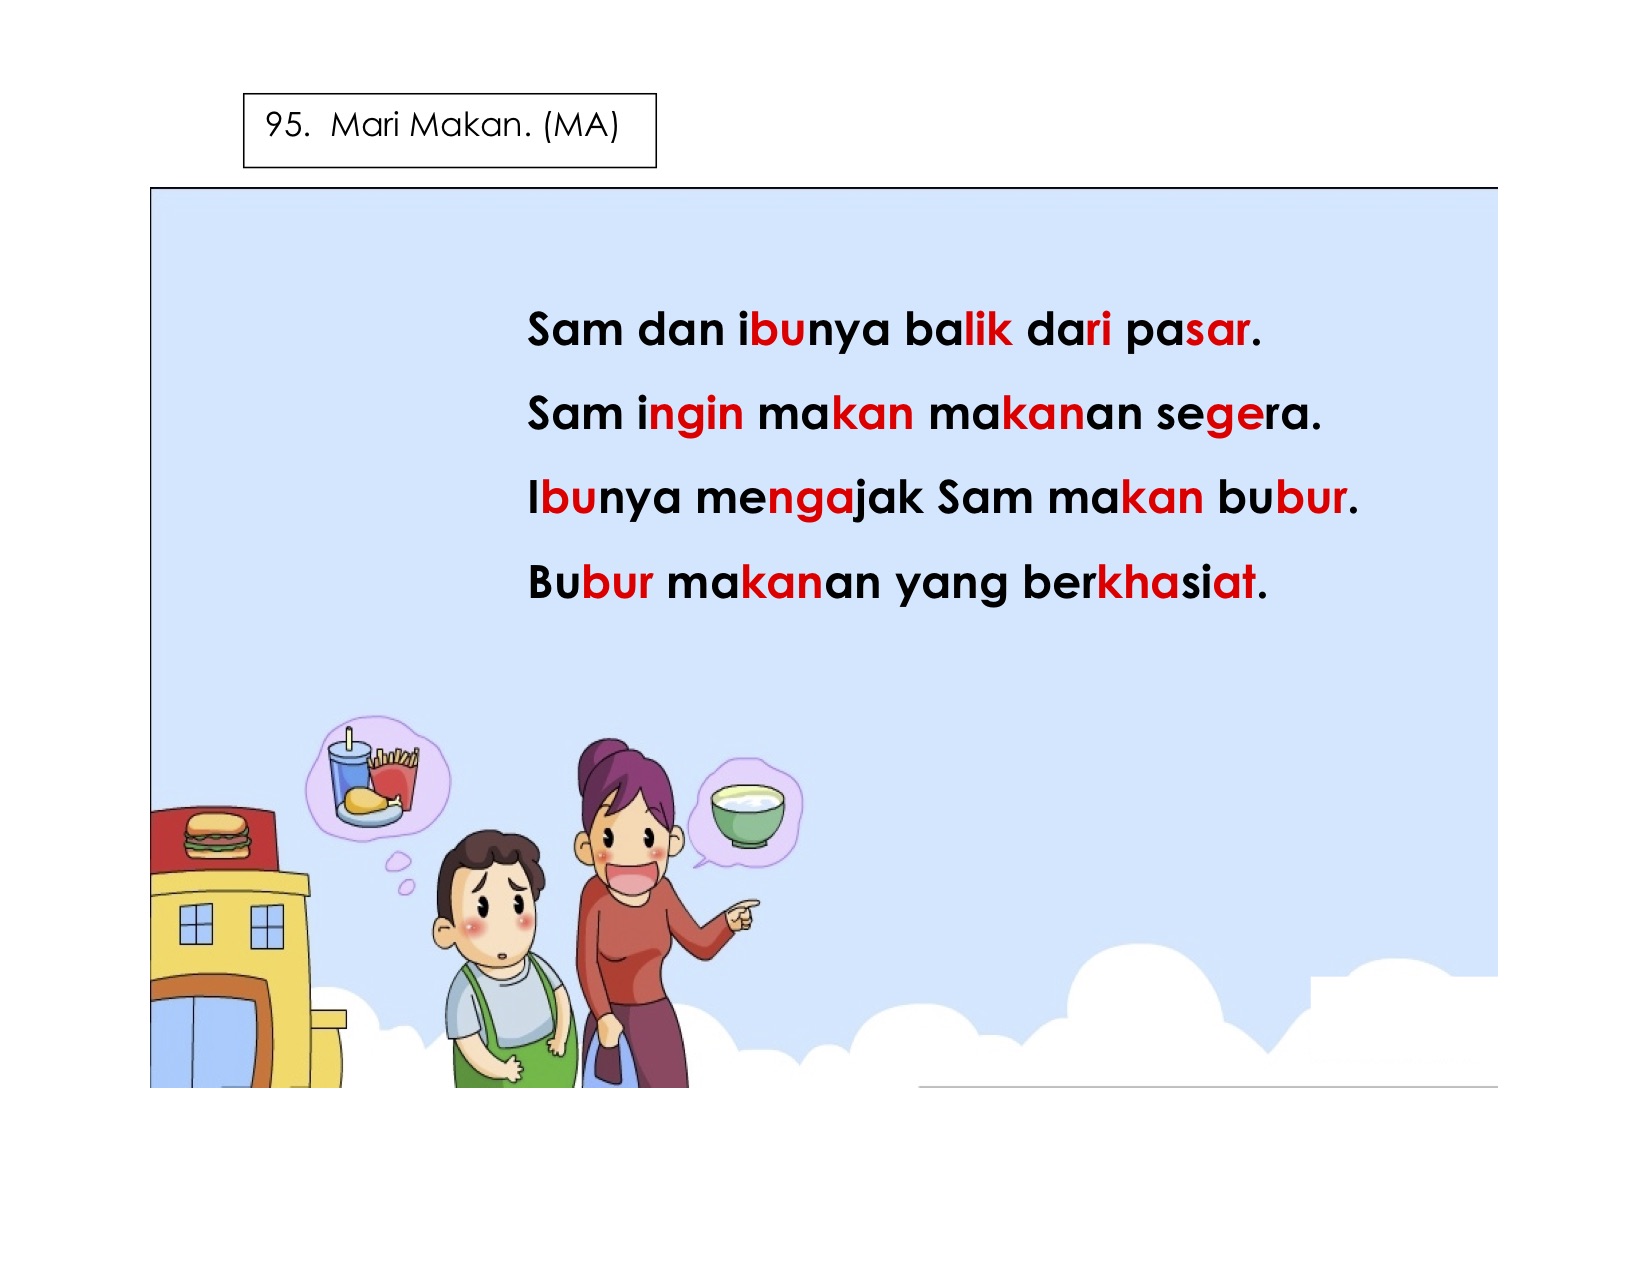 95. Mari Makan. (MA)
Sam dan ibunya balik dari pasar.
Sam ingin makan makanan segera.
Ibunya mengajak Sam makan bubur.
Bubur makanan yang berkhasiat.